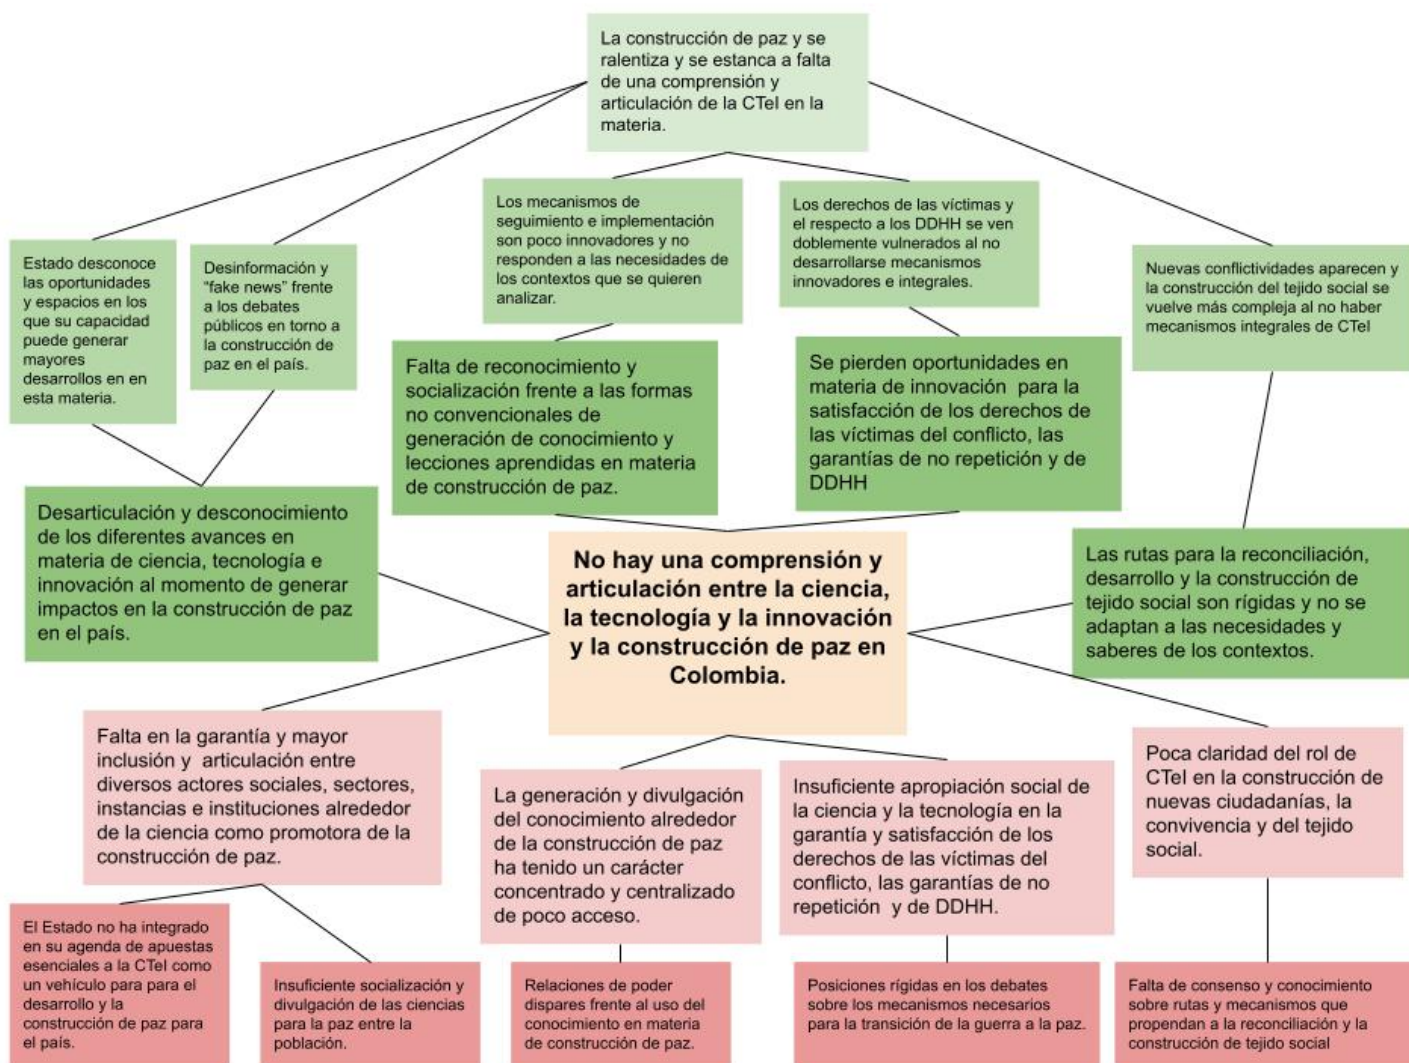 La construcción de paz y se
ralentiza y se estanca a falta
de una comprensión y
articulación de la CTeI en la
materia.
Estado desconoce
las oportunidades
y espacios en los
que su capacidad
puede generar
mayores
desarrollos en en
esta materia.
Desinformación y
“fake news” frente
a los debates
públicos en torno a
la construcción de
paz en el país.
Los mecanismos de
seguimiento e implementación
son poco innovadores y no
responden a las necesidades de
los contextos que se quieren
analizar.
Los derechos de las víctimas y
el respecto a los DDHH se ven
doblemente vulnerados al no
desarrollarse mecanismos
innovadores e integrales.
Nuevas conflictividades aparecen y
la construcción del tejido social se
vuelve más compleja al no haber
mecanismos integrales de CTeI
Desarticulación y desconocimiento
de los diferentes avances en
materia de ciencia, tecnología e
innovación al momento de generar
impactos en la construcción de paz
en el país.
Falta de reconocimiento y
socialización frente a las formas
no convencionales de
generación de conocimiento y
lecciones aprendidas en materia
de construcción de paz.
Se pierden oportunidades en
materia de innovación para la
satisfacción de los derechos de
las víctimas del conflicto, las
garantías de no repetición y de
DDHH
Las rutas para la reconciliación,
desarrollo y la construcción de
tejido social son rígidas y no se
adaptan a las necesidades y
saberes de los contextos.
No hay una comprensión y
articulación entre la ciencia,
la tecnología y la innovación
y la construcción de paz en
Colombia.
Falta en la garantía y mayor
inclusión y articulación entre
diversos actores sociales, sectores,
instancias e instituciones alrededor
de la ciencia como promotora de la
construcción de paz.
La generación y divulgación
del conocimiento alrededor
de la construcción de paz
ha tenido un carácter
concentrado y centralizado
de poco acceso.
Insuficiente apropiación social de
la ciencia y la tecnología en la
garantía y satisfacción de los
derechos de las víctimas del
conflicto, las garantías de no
repetición y de DDHH.
Poca claridad del rol de
CTeI en la construcción de
nuevas ciudadanías, la
convivencia y del tejido
social.
El Estado no ha integrado
en su agenda de apuestas
esenciales a la CTeI como
un vehículo para para el
desarrollo y la
construcción de paz para
el país.
Insuficiente socialización y
divulgación de las ciencias
para la paz entre la
población.
Relaciones de poder
dispares frente al uso del
conocimiento en materia
de construcción de paz.
Posiciones rígidas en los debates
sobre los mecanismos necesarios
para la transición de la guerra a la paz.
Falta de consenso y conocimiento
sobre rutas y mecanismos que
propendan a la reconciliación y la
construcción de tejido social